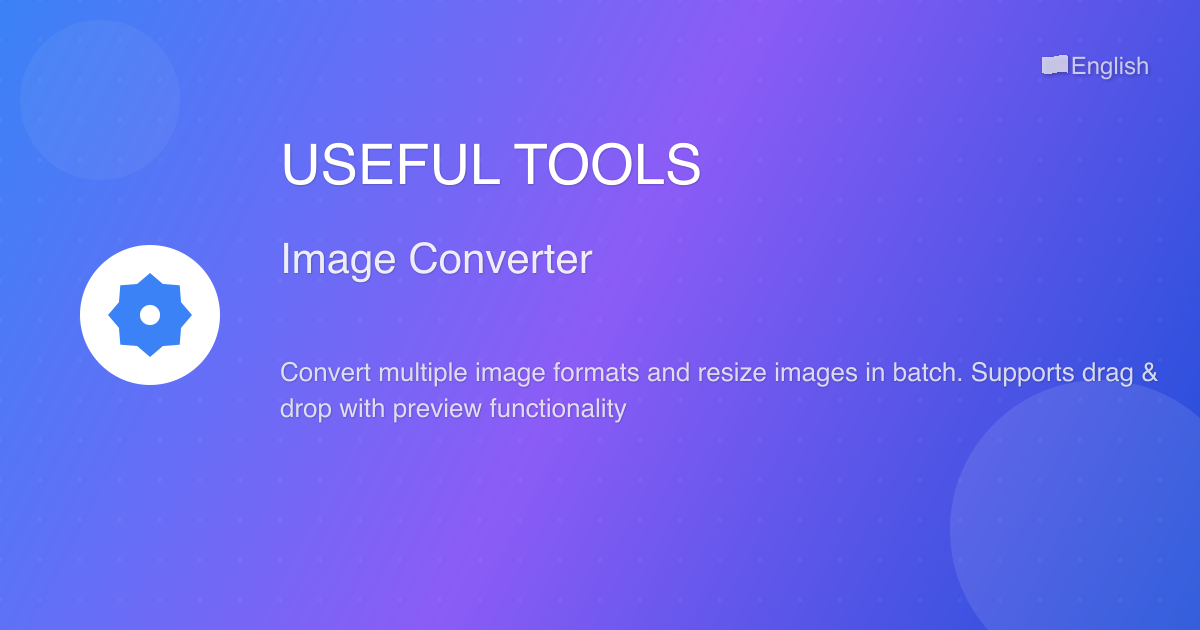 English
USEFUL TOOLS
Image Converter
Convert multiple image formats and resize images in batch. Supports drag &
drop with preview functionality